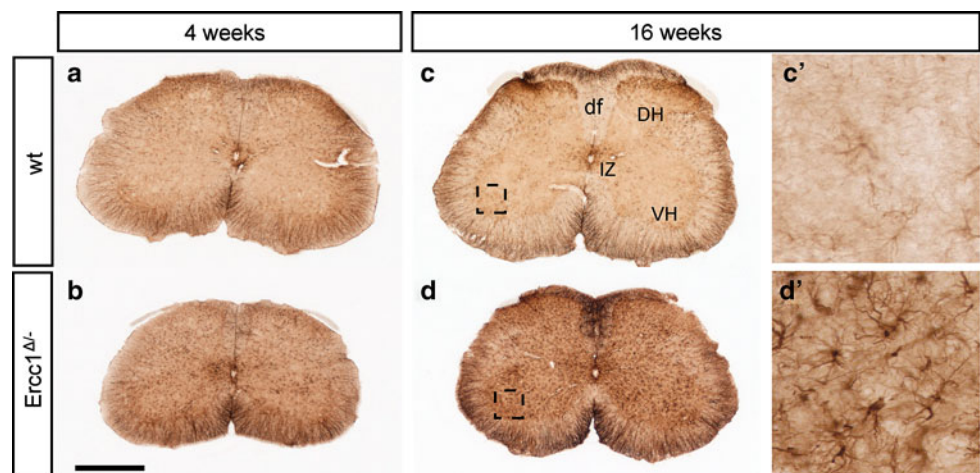 4 weeks
16 weeks
wt
a
c
df
DH
IZ
VH
c'
Ercc1Δ/-
b
d
d'